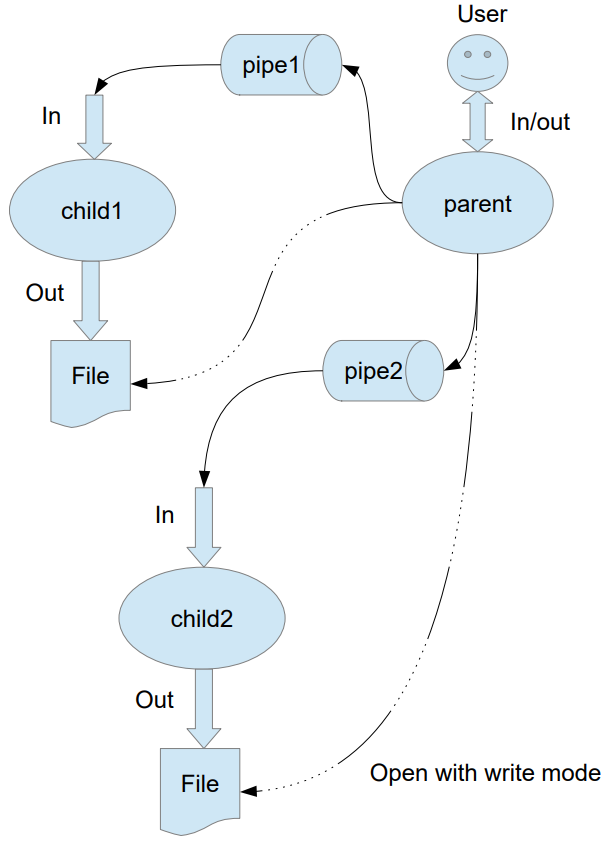 User
pipe1
In
In/out
child1
parent
Out
File
pipe2
In
child2
Out
Open with write mode
File